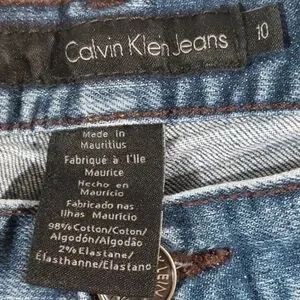 Calvin Klein Jeans
10
Made in
Mauritius
Fabriqué à l'Ile
Maurice
Hecho en
Mauricio
Fabricado nas
Ilhas Mauricio
98% Cotton/Coton/
Algodón/Algodão
2% Elastane/
Élasthanne/Elastano